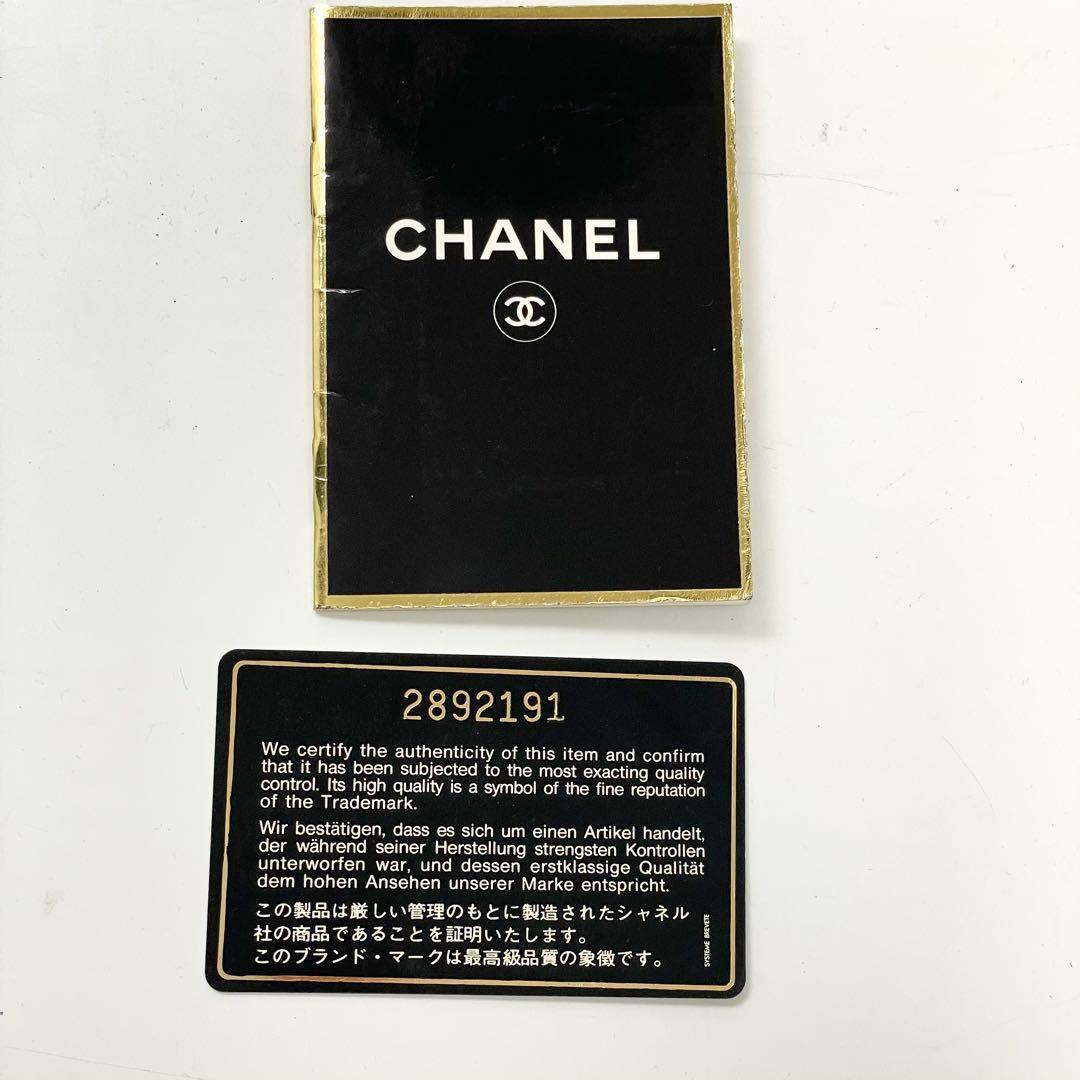 CHANEL
2892191
We certify the authenticity of this item and confirm
that it has been subjected to the most exacting quality
control. Its high quality is a symbol of the fine reputation
of the Trademark.
Wir bestätigen, dass es sich um einen Artikel handelt,
der während seiner Herstellung strengsten Kontrollen
unterworfen war, und dessen erstklassige Qualität
dem hohen Ansehen unserer Marke entspricht.
この製品は厳しい管理のもとに製造されたシャネル
社の商品であることを証明いたします。
このブランド・マークは最高級品質の象徴です。
SYSTEME BREVETE